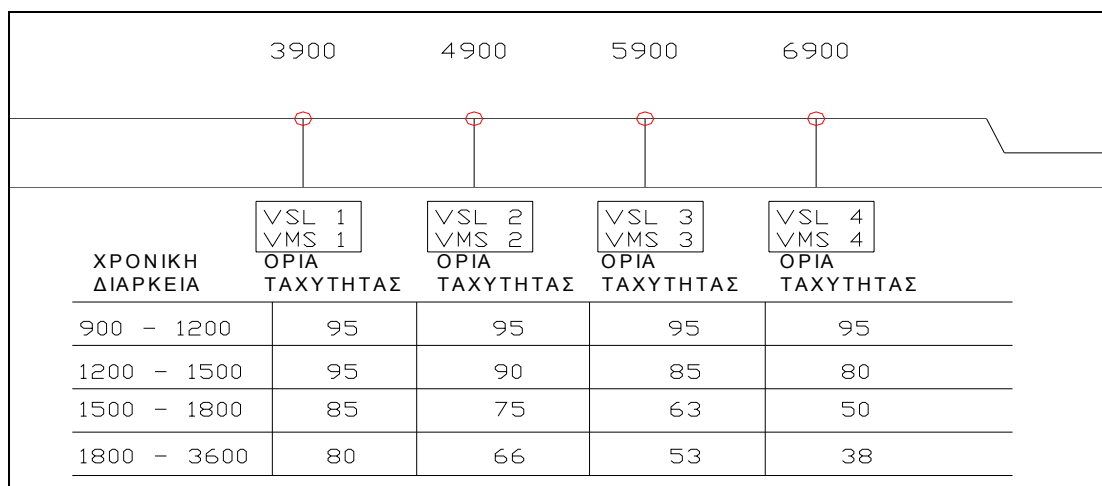 3900 4900 5900 6900
VSL 1 VSL 2 VSL 3 VSL 4
VMS 1 VMS 2 VMS 3 VMS 4
ΧΡΟΝΙΚΗ ΟΡΙΑ ΟΡΙΑ ΟΡΙΑ ΟΡΙΑ
ΔΙΑΡΚΕΙΑ ΤΑΧΥΤΗΤΑΣ ΤΑΧΥΤΗΤΑΣ ΤΑΧΥΤΗΤΑΣ ΤΑΧΥΤΗΤΑΣ
900 - 1200 95 95 95 95
1200 - 1500 95 90 85 80
1500 - 1800 85 75 63 50
1800 - 3600 80 66 53 38